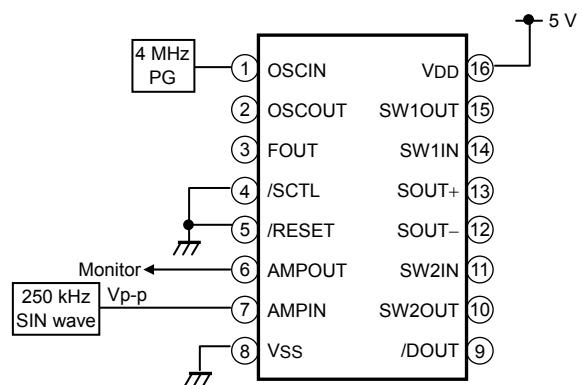 5 V
4 MHz
PG
1 OSCIN VDD 16
2 OSCOUT SW1OUT 15
3 FOUT SW1IN 14
4 /SCTL SOUT+ 13
5 /RESET SOUT− 12
Monitor 6 AMPOUT SW2IN 11
250 kHz
SIN wave
Vp-p 7 AMPIN SW2OUT 10
8 VSS /DOUT 9